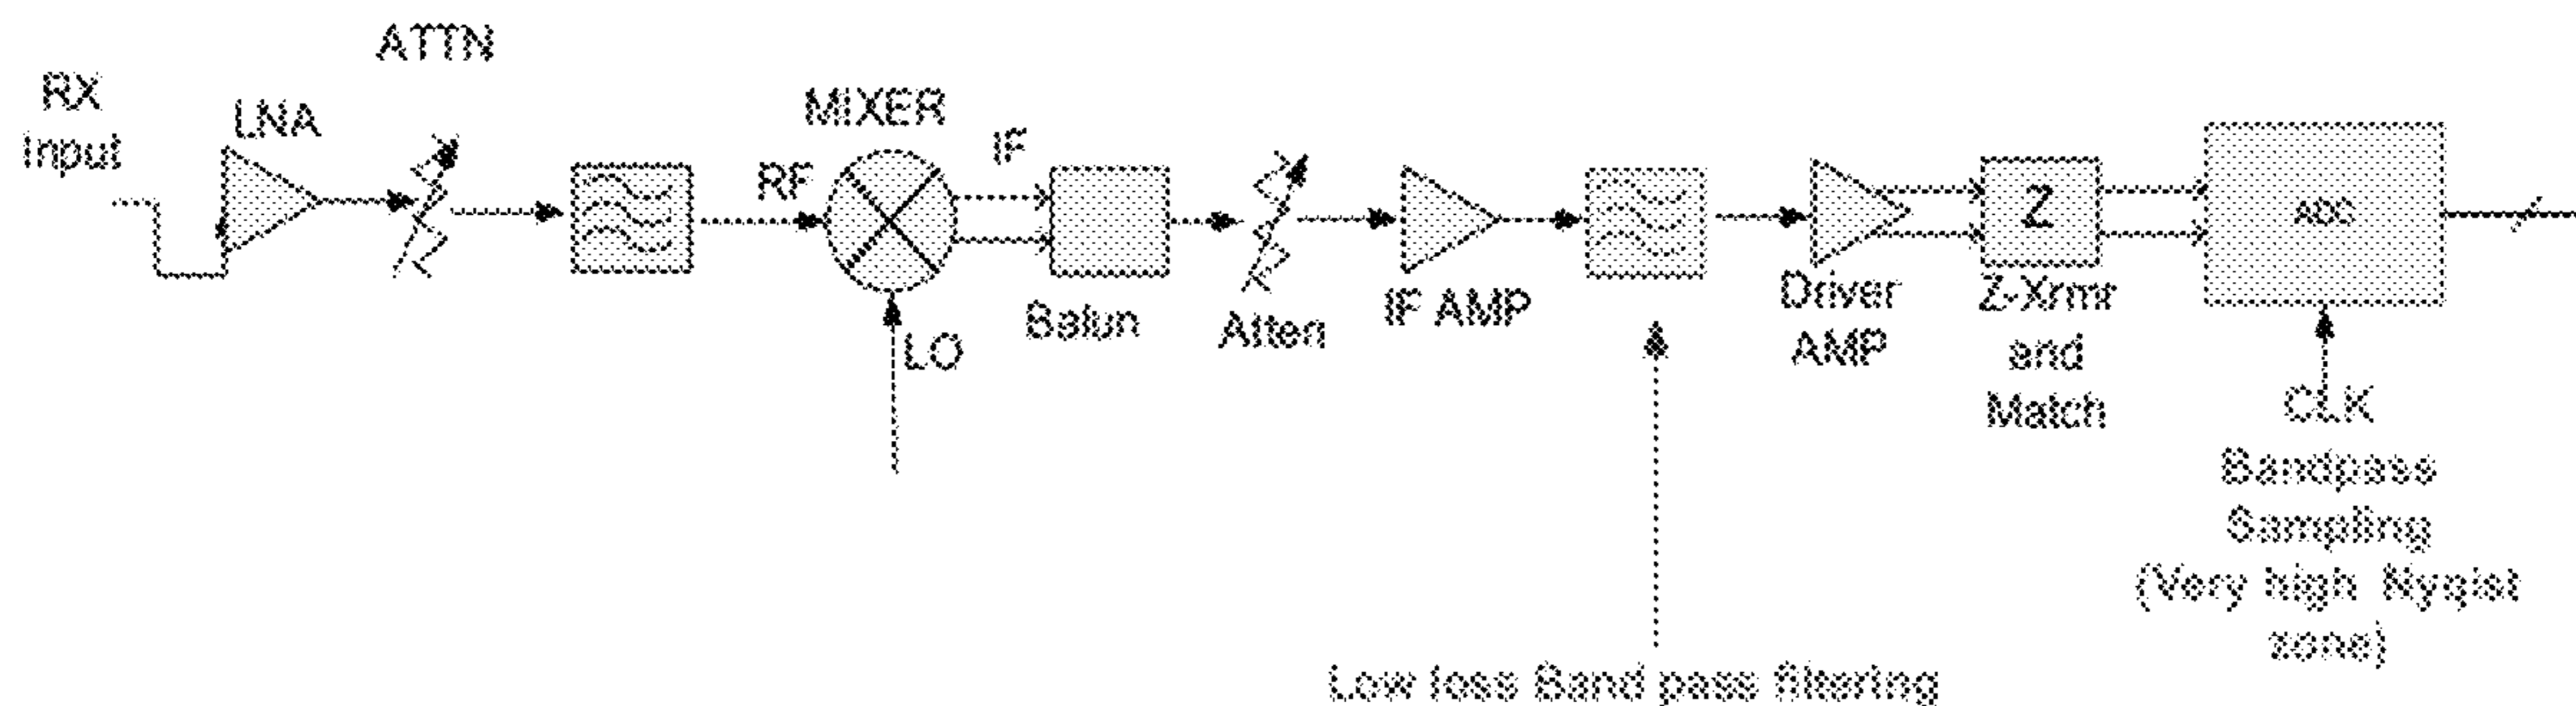 ATTN
RX
Input
LNA
MIXER
RF
IF
LO
Balun
Atten
IF AMP
Driver
AMP
Z
Z-Xrmr
and
Match
ADC
CLK
Bandpass
Sampling
(Very high Nyqist
zone)
Low loss Band pass filtering